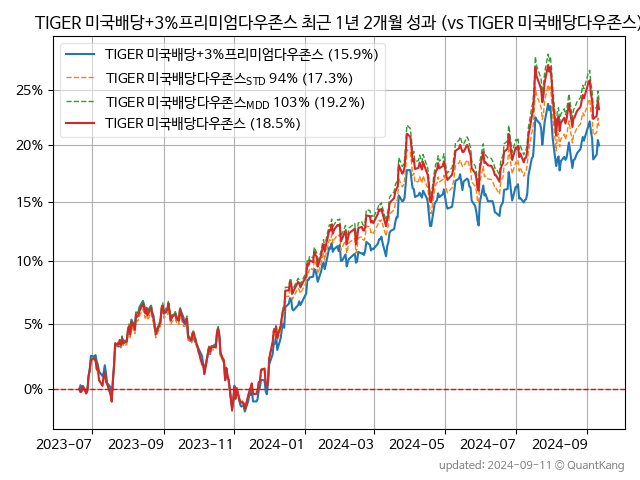 TIGER 미국배당+3%프리미엄다우존스 최근 1년 2개월 성과 (vs TIGER 미국배당다우존스)
TIGER 미국배당+3%프리미엄다우존스 (15.9%)
TIGER 미국배당다우존스STD 94% (17.3%)
TIGER 미국배당다우존스MDD 103% (19.2%)
TIGER 미국배당다우존스 (18.5%)
25%
20%
15%
10%
5%
0%
2023-07 2023-09 2023-11 2024-01 2024-03 2024-05 2024-07 2024-09
updated: 2024-09-11 © QuantKang